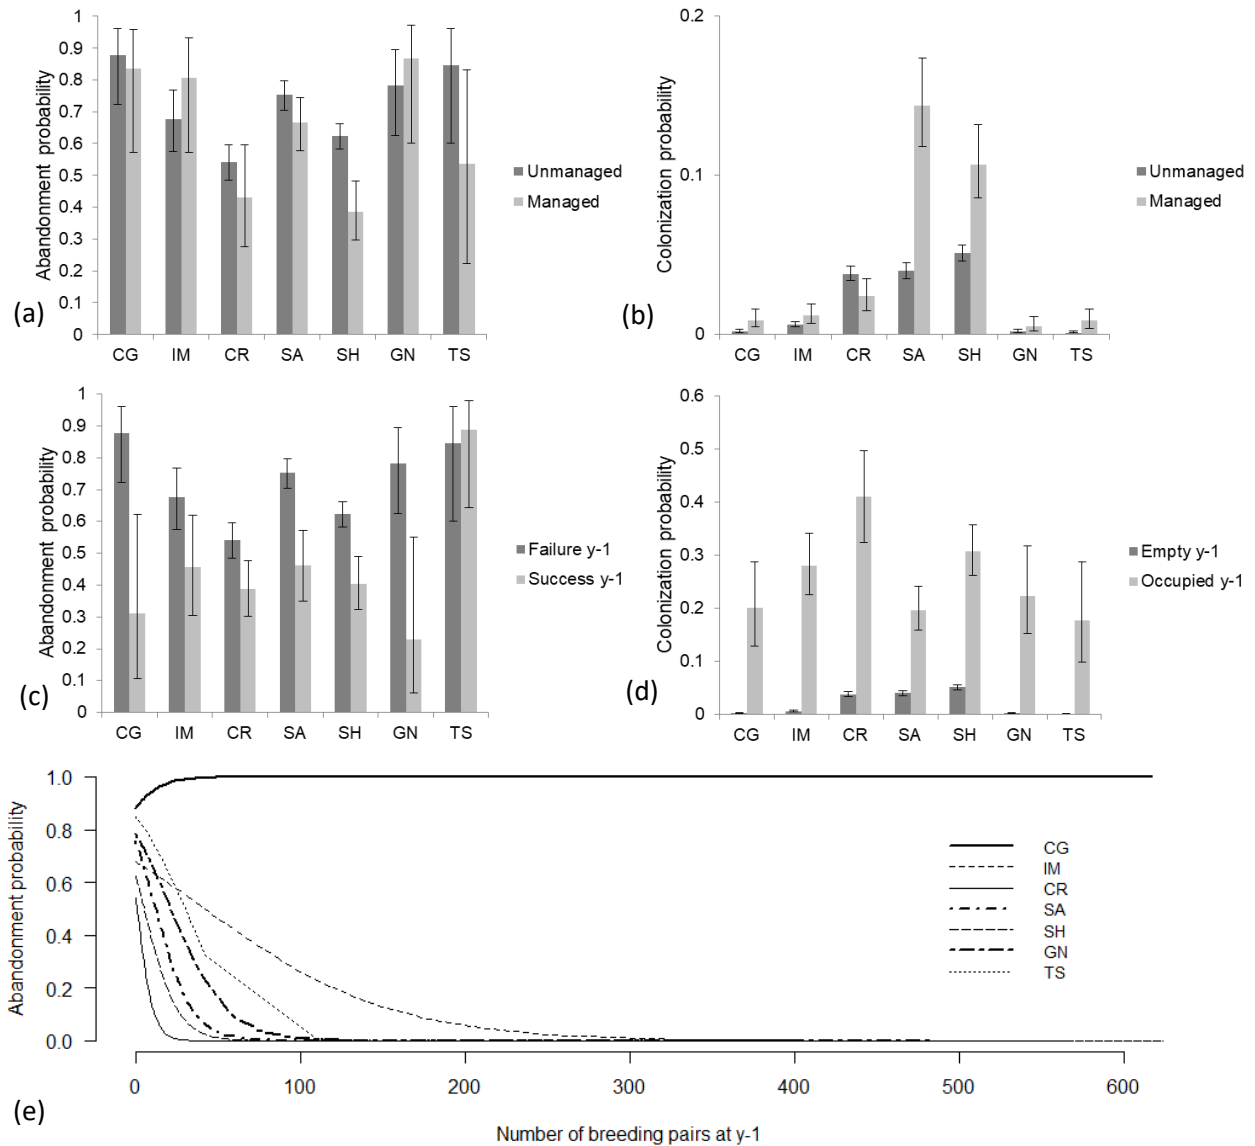 Abandonment probability
1
0.9
0.8
0.7
0.6
0.5
0.4
0.3
0.2
0.1
0
CG IM CR SA SH GN TS
Unmanaged
Managed
(a)
Colonization probability
0.2
0.1
0
CG IM CR SA SH GN TS
Unmanaged
Managed
(b)
Abandonment probability
1
0.9
0.8
0.7
0.6
0.5
0.4
0.3
0.2
0.1
0
CG IM CR SA SH GN TS
Failure y-1
Success y-1
(c)
Colonization probability
0.6
0.5
0.4
0.3
0.2
0.1
0
CG IM CR SA SH GN TS
Empty y-1
Occupied y-1
(d)
Abandonment probability
1.0
0.8
0.6
0.4
0.2
0.0
CG
IM
CR
SA
SH
GN
TS
0 100 200 300 400 500 600
(e)
Number of breeding pairs at y-1